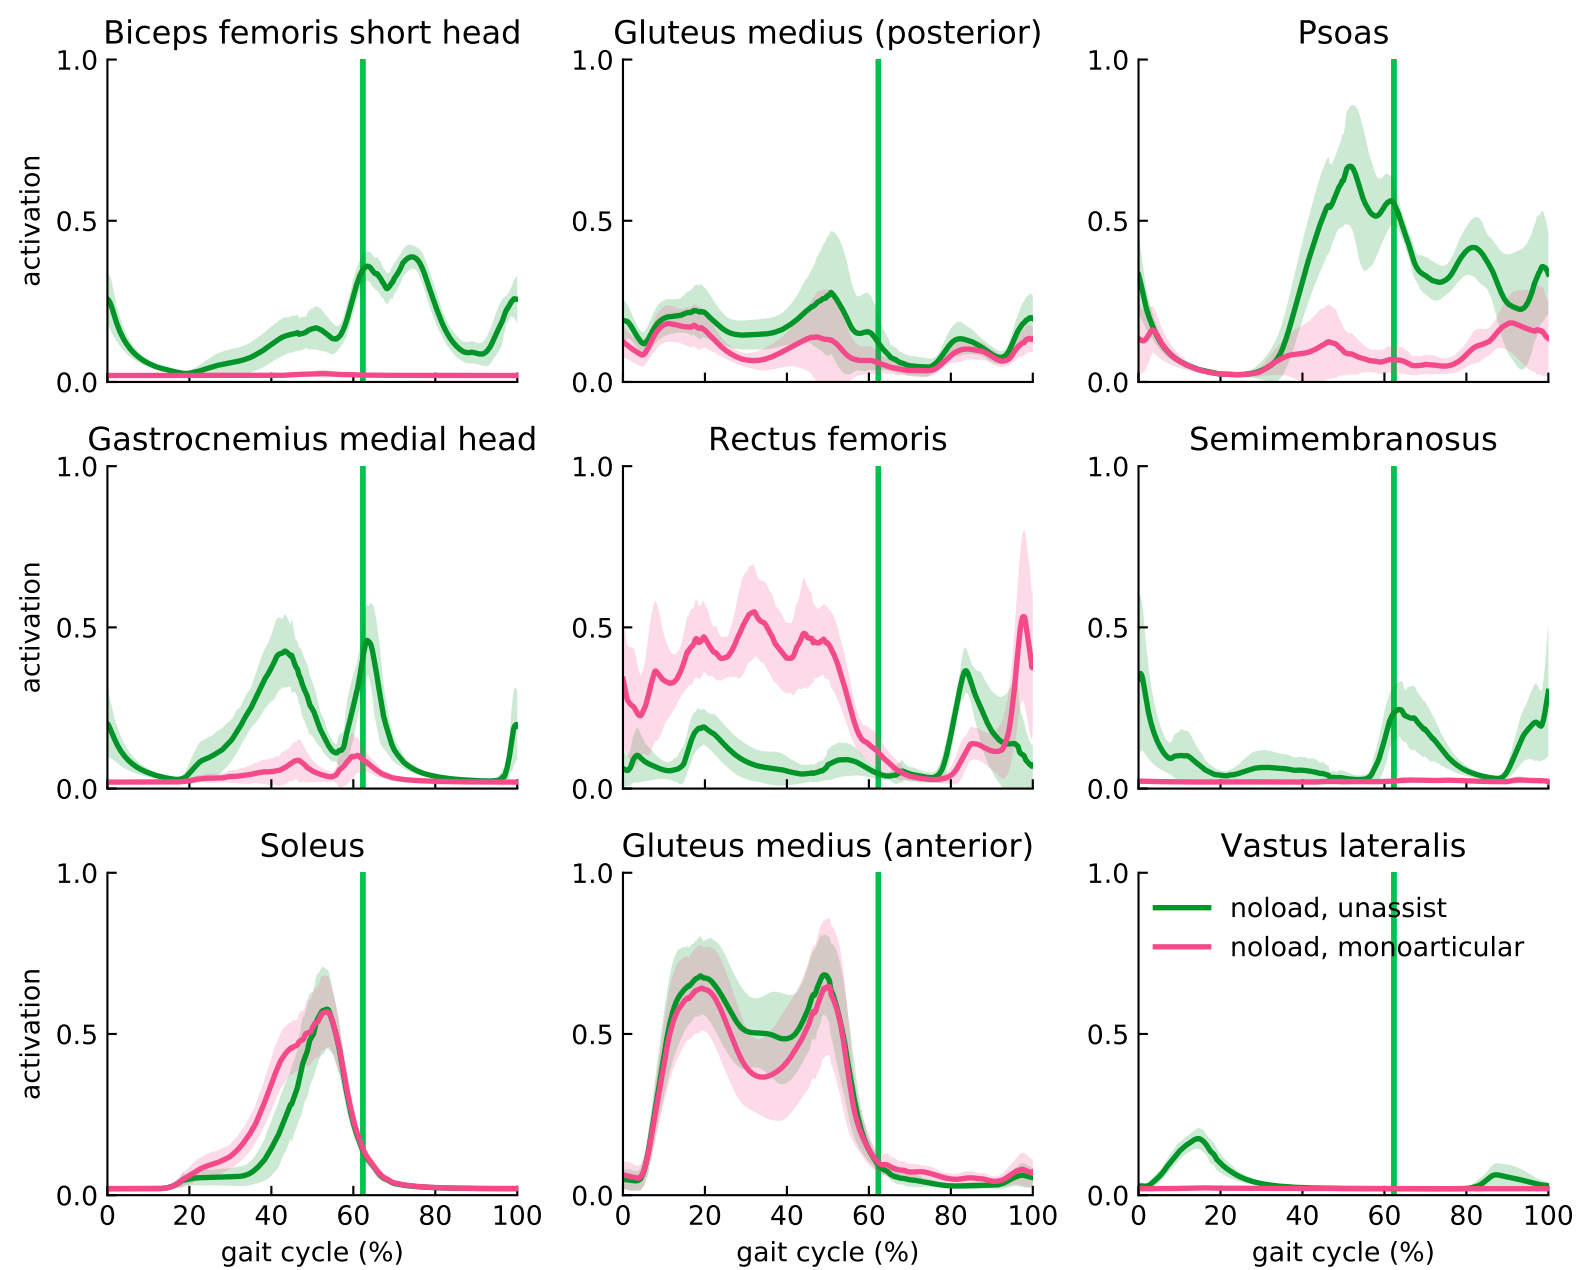 Biceps femoris short head
Gluteus medius (posterior)
Psoas
1.0
0.5
0.0
activation
1.0
0.5
0.0
1.0
0.5
0.0
Gastrocnemius medial head
Rectus femoris
Semimembranosus
1.0
0.5
0.0
activation
1.0
0.5
0.0
1.0
0.5
0.0
Soleus
Gluteus medius (anterior)
Vastus lateralis
1.0
0.5
0.0
activation
0 20 40 60 80 100
gait cycle (%)
1.0
0.5
0.0
0 20 40 60 80 100
gait cycle (%)
1.0
0.5
0.0
noload, unassist
noload, monoarticular
0 20 40 60 80 100
gait cycle (%)